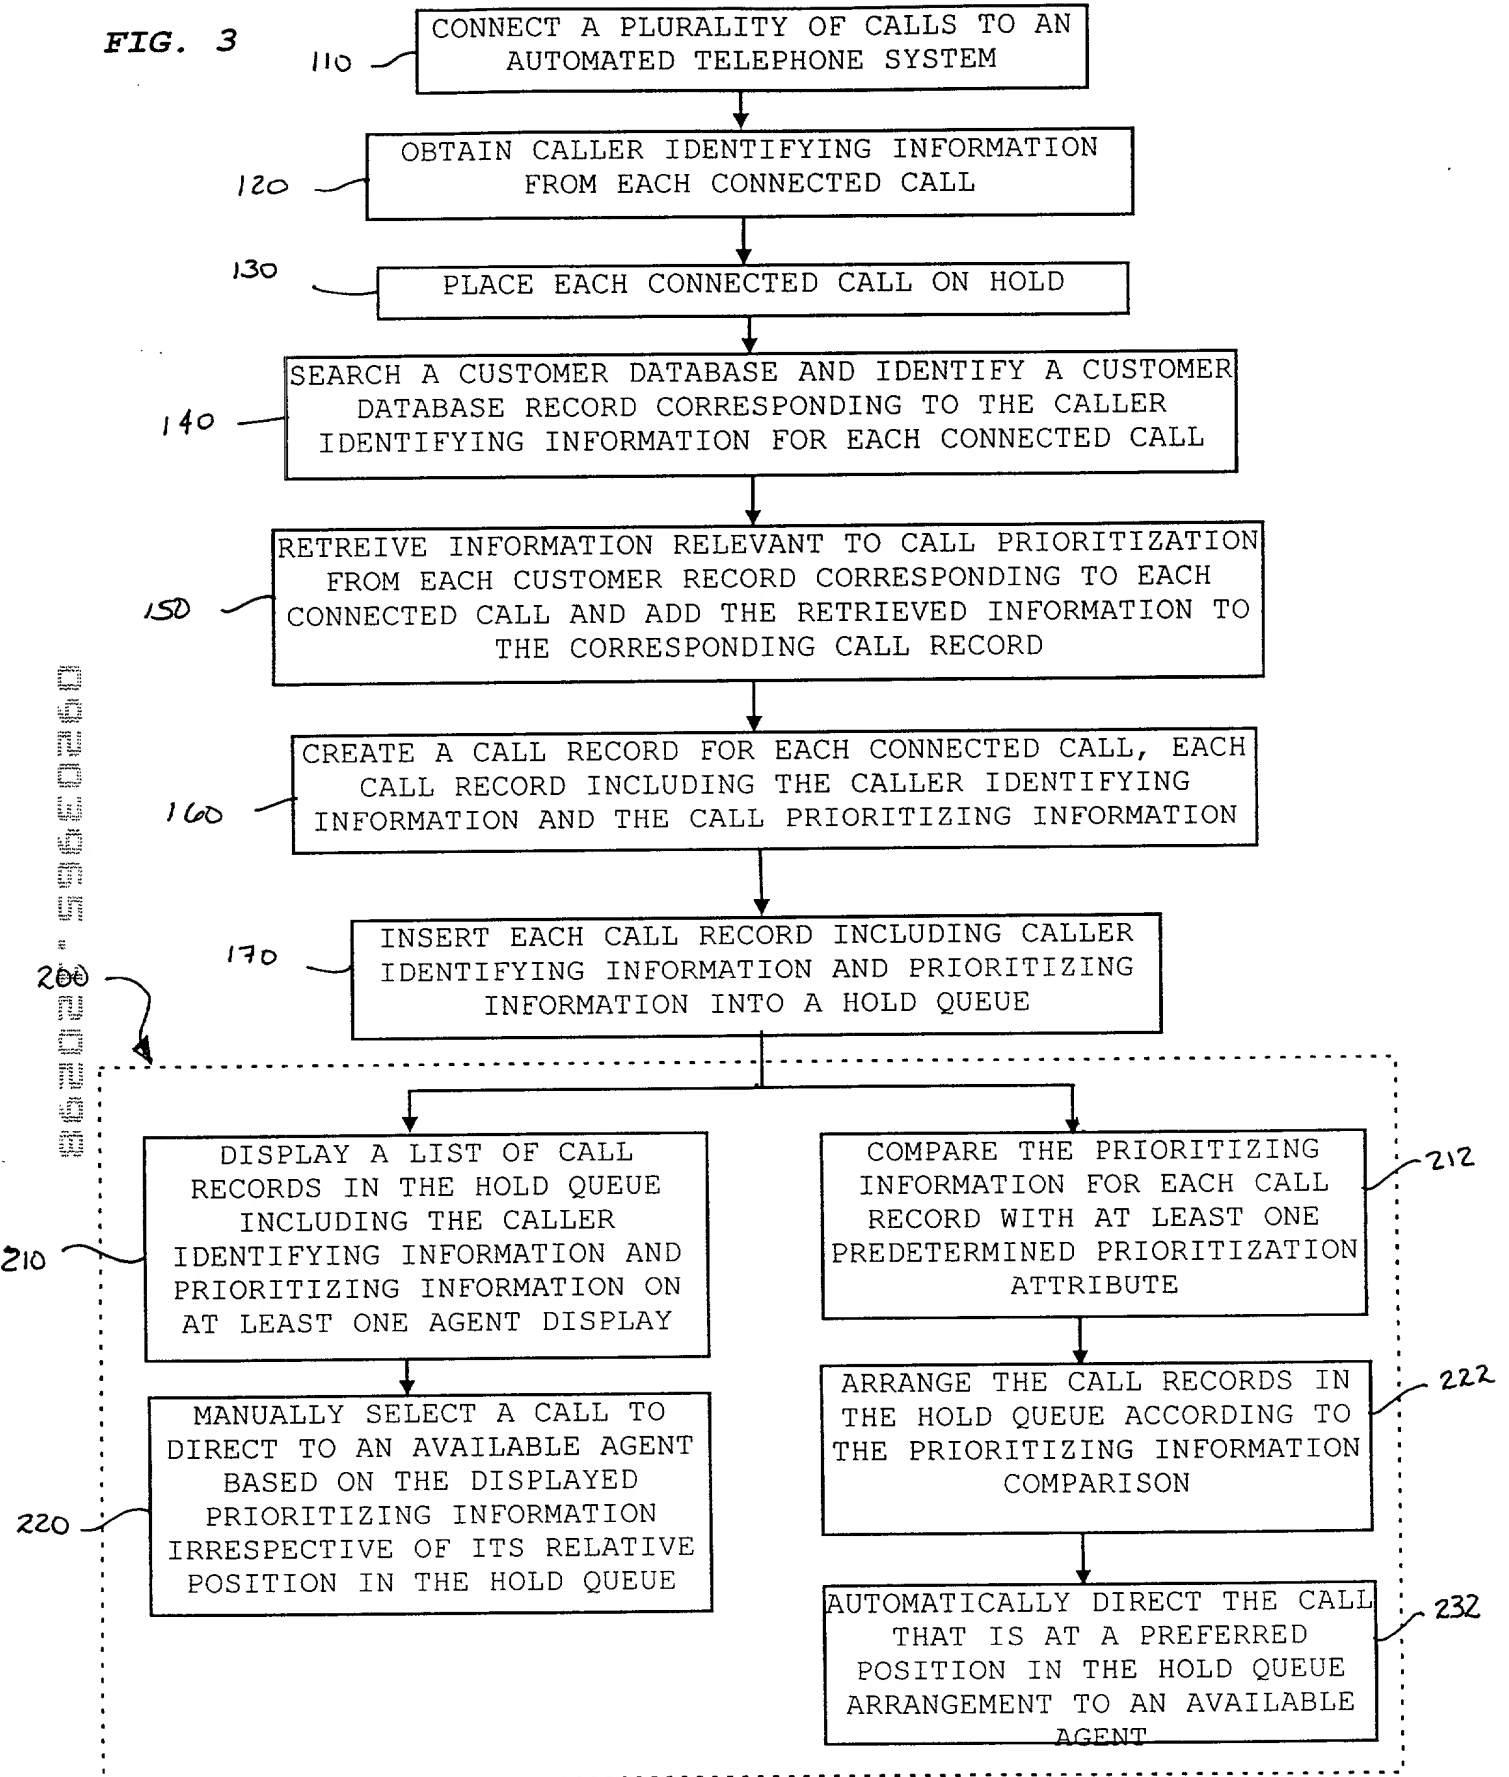 FIG. 3
110
CONNECT A PLURALITY OF CALLS TO AN
AUTOMATED TELEPHONE SYSTEM
120
OBTAIN CALLER IDENTIFYING INFORMATION
FROM EACH CONNECTED CALL
130
PLACE EACH CONNECTED CALL ON HOLD
140
SEARCH A CUSTOMER DATABASE AND IDENTIFY A CUSTOMER
DATABASE RECORD CORRESPONDING TO THE CALLER
IDENTIFYING INFORMATION FOR EACH CONNECTED CALL
150
RETREIVE INFORMATION RELEVANT TO CALL PRIORITIZATION
FROM EACH CUSTOMER RECORD CORRESPONDING TO EACH
CONNECTED CALL AND ADD THE RETRIEVED INFORMATION TO
THE CORRESPONDING CALL RECORD
160
CREATE A CALL RECORD FOR EACH CONNECTED CALL, EACH
CALL RECORD INCLUDING THE CALLER IDENTIFYING
INFORMATION AND THE CALL PRIORITIZING INFORMATION
170
INSERT EACH CALL RECORD INCLUDING CALLER
IDENTIFYING INFORMATION AND PRIORITIZING
INFORMATION INTO A HOLD QUEUE
200
210
DISPLAY A LIST OF CALL
RECORDS IN THE HOLD QUEUE
INCLUDING THE CALLER
IDENTIFYING INFORMATION AND
PRIORITIZING INFORMATION ON
AT LEAST ONE AGENT DISPLAY
220
MANUALLY SELECT A CALL TO
DIRECT TO AN AVAILABLE AGENT
BASED ON THE DISPLAYED
PRIORITIZING INFORMATION
IRRESPECTIVE OF ITS RELATIVE
POSITION IN THE HOLD QUEUE
212
COMPARE THE PRIORITIZING
INFORMATION FOR EACH CALL
RECORD WITH AT LEAST ONE
PREDETERMINED PRIORITIZATION
ATTRIBUTE
222
ARRANGE THE CALL RECORDS IN
THE HOLD QUEUE ACCORDING TO
THE PRIORITIZING INFORMATION
COMPARISON
232
AUTOMATICALLY DIRECT THE CALL
THAT IS AT A PREFERRED
POSITION IN THE HOLD QUEUE
ARRANGEMENT TO AN AVAILABLE
AGENT